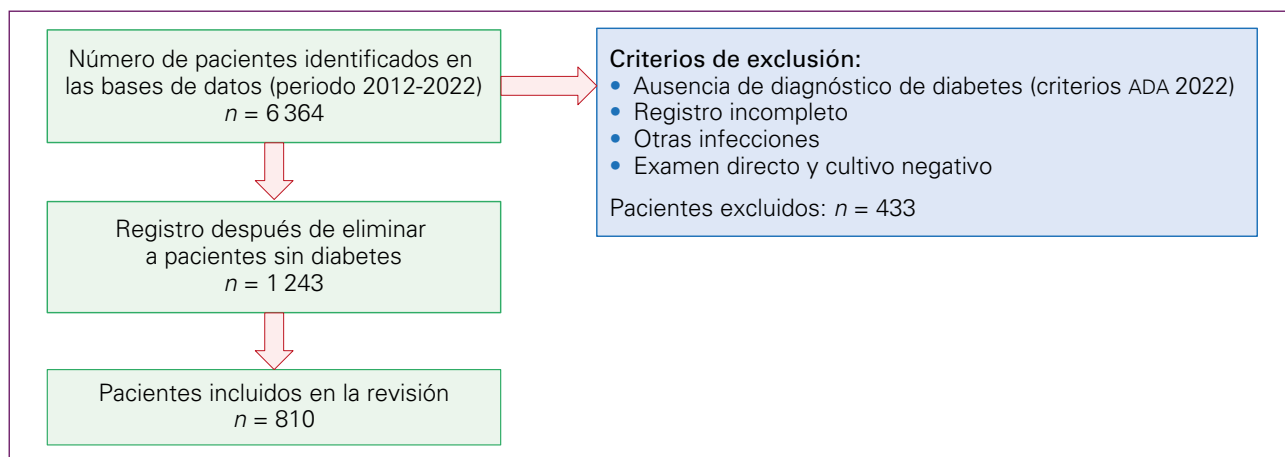 Número de pacientes identificados en
las bases de datos (periodo 2012-2022)
n = 6 364
Criterios de exclusión:
• Ausencia de diagnóstico de diabetes (criterios ADA 2022)
• Registro incompleto
• Otras infecciones
• Examen directo y cultivo negativo
Pacientes excluidos: n = 433
Registro después de eliminar
a pacientes sin diabetes
n = 1 243
Pacientes incluidos en la revisión
n = 810